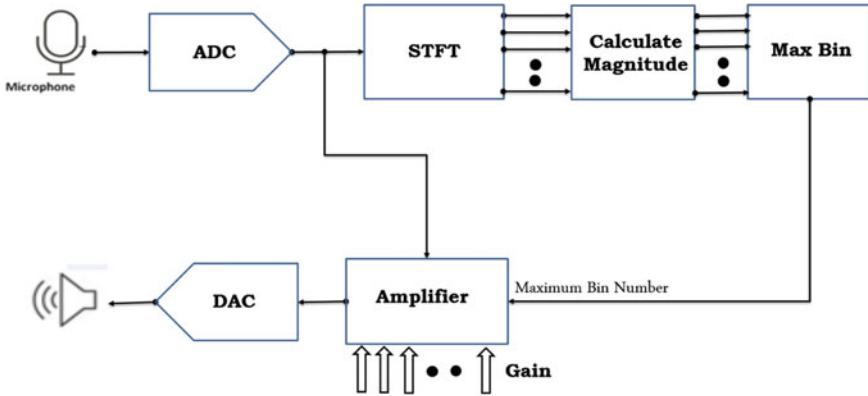 ADC
STFT
Calculate
Magnitude
Max Bin
Microphone
Maximum Bin Number
DAC
Amplifier
Gain